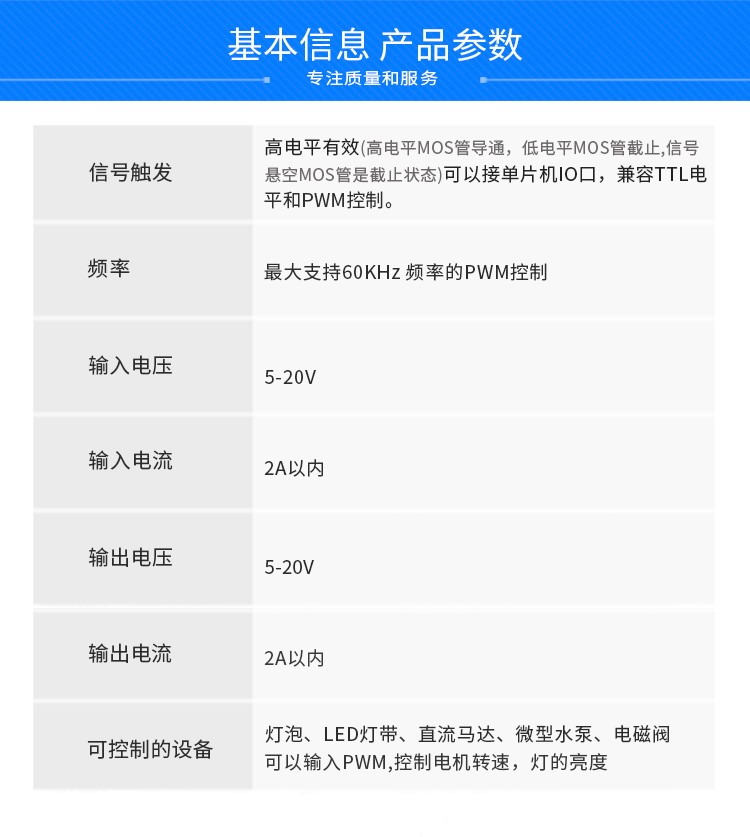 基本信息 产品参数
专注质量和服务
信号触发
高电平有效(高电平MOS管导通，低电平MOS管截止,信号
悬空MOS管是截止状态)可以接单片机IO口，兼容TTL电
平和PWM控制。
频率
最大支持60KHz 频率的PWM控制
输入电压
5-20V
输入电流
2A以内
输出电压
5-20V
输出电流
2A以内
可控制的设备
灯泡、LED灯带、直流马达、微型水泵、电磁阀
可以输入PWM,控制电机转速，灯的亮度